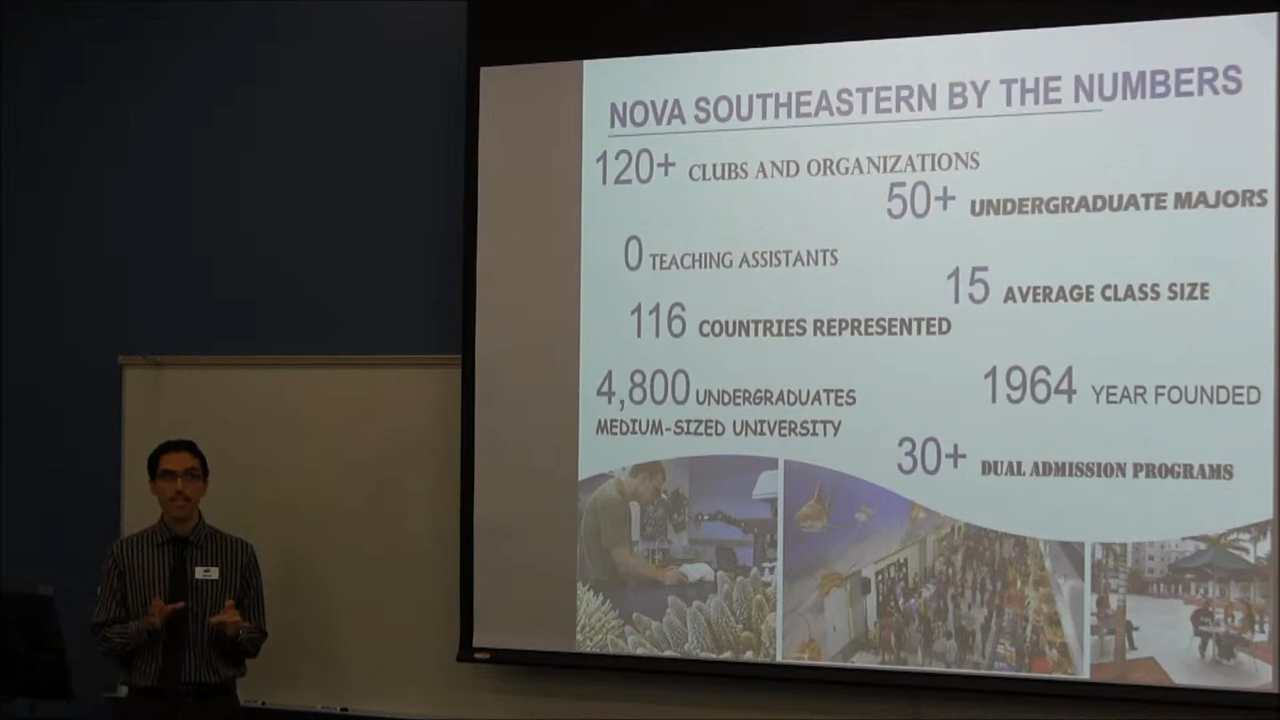 NOVA SOUTHEASTERN BY THE NUMBERS
120+ CLUBS AND ORGANIZATIONS
50+ UNDERGRADUATE MAJORS
0 TEACHING ASSISTANTS
15 AVERAGE CLASS SIZE
116 COUNTRIES REPRESENTED
4,800 UNDERGRADUATES
MEDIUM-SIZED UNIVERSITY
1964 YEAR FOUNDED
30+ DUAL ADMISSION PROGRAMS